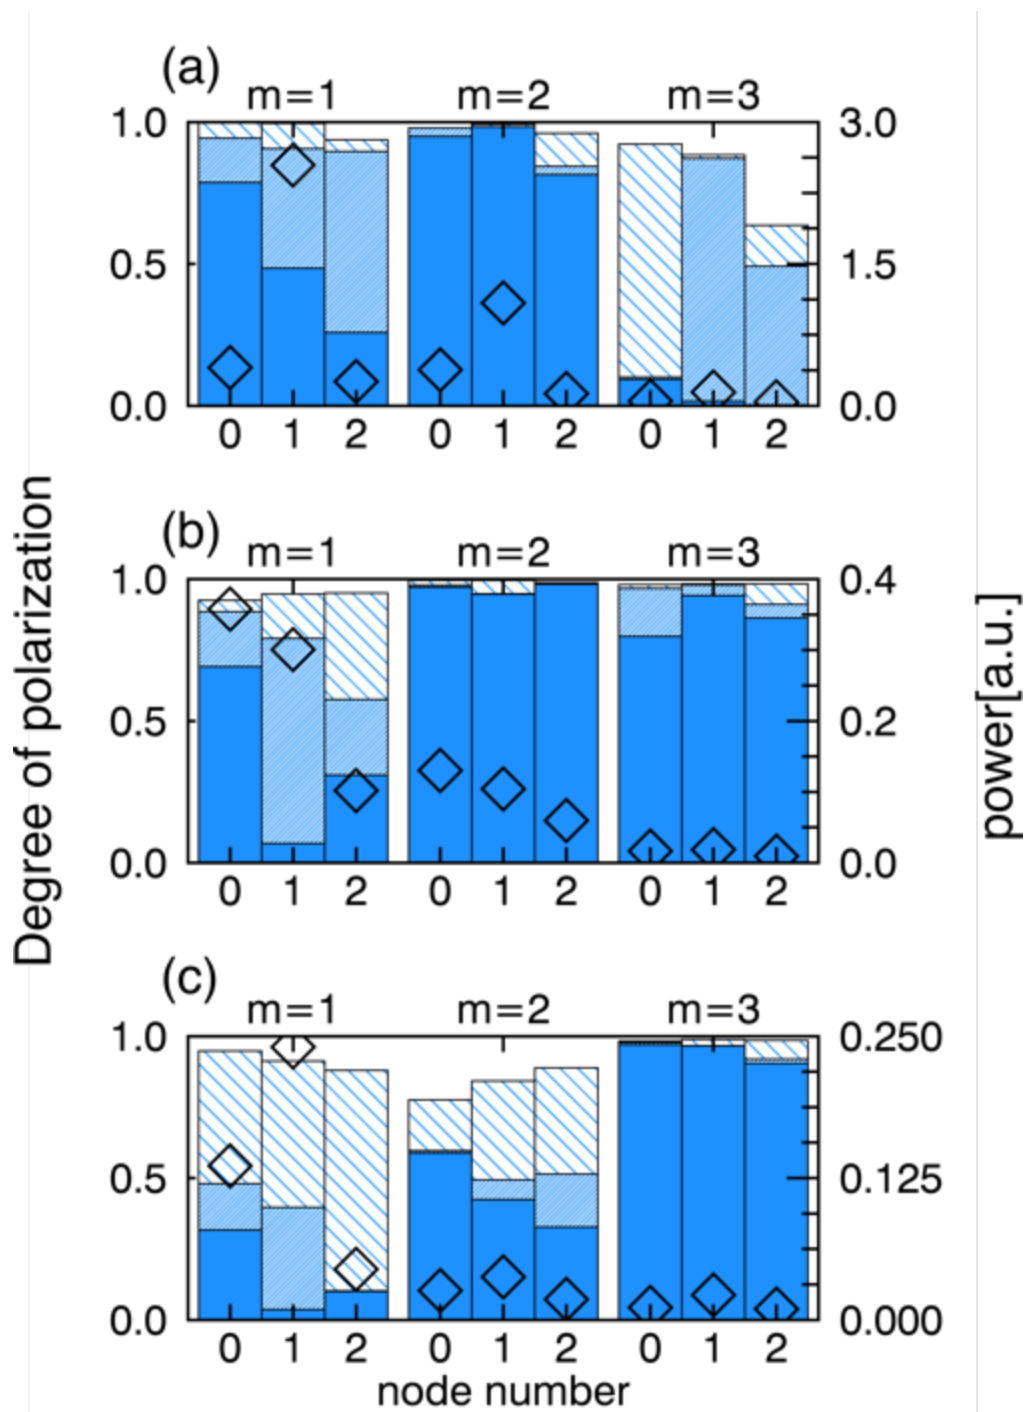 (a)
m=1 m=2 m=3
1.0 3.0
0.5 1.5
0.0 0.0
0 1 2 0 1 2 0 1 2
(b)
m=1 m=2 m=3
1.0 0.4
0.5 0.2
0.0 0.0
0 1 2 0 1 2 0 1 2
(c)
m=1 m=2 m=3
1.0 0.250
0.5 0.125
0.0 0.000
0 1 2 0 1 2 0 1 2
node number
Degree of polarization
power[a.u.]